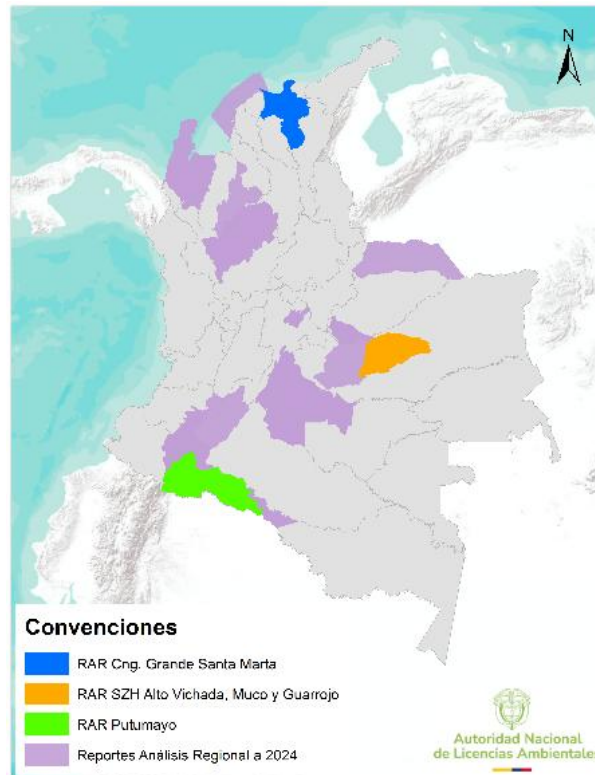 N
Convenciones
RAR Cng. Grande Santa Marta
RAR SZH Alto Vichada, Muco y Guarrojo
RAR Putumayo
Reportes Análisis Regional a 2024
Autoridad Nacional
de Licencias Ambientales